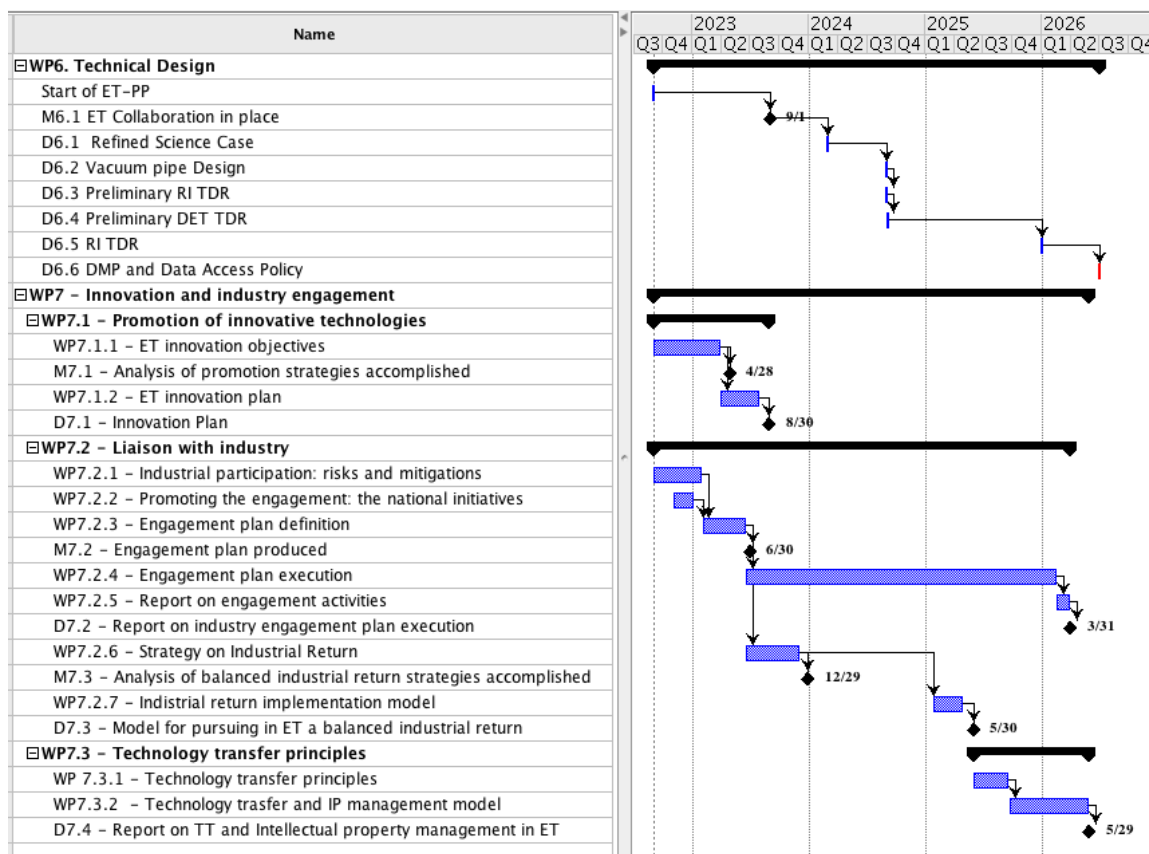 Name
2023 2024 2025 2026
Q3 Q4 Q1 Q2 Q3 Q4 Q1 Q2 Q3 Q4 Q1 Q2 Q3 Q4 Q1 Q2 Q3 Q4
WP6. Technical Design
Start of ET-PP
M6.1 ET Collaboration in place 9/1
D6.1 Refined Science Case
D6.2 Vacuum pipe Design
D6.3 Preliminary RI TDR
D6.4 Preliminary DET TDR
D6.5 RI TDR
D6.6 DMP and Data Access Policy
WP7 - Innovation and industry engagement
WP7.1 - Promotion of innovative technologies
WP7.1.1 - ET innovation objectives
M7.1 - Analysis of promotion strategies accomplished 4/28
WP7.1.2 - ET innovation plan
D7.1 - Innovation Plan 8/30
WP7.2 - Liaison with industry
WP7.2.1 - Industrial participation: risks and mitigations
WP7.2.2 - Promoting the engagement: the national initiatives
WP7.2.3 - Engagement plan definition
M7.2 - Engagement plan produced 6/30
WP7.2.4 - Engagement plan execution
WP7.2.5 - Report on engagement activities
D7.2 - Report on industry engagement plan execution 3/31
WP7.2.6 - Strategy on Industrial Return
M7.3 - Analysis of balanced industrial return strategies accomplished 12/29
WP7.2.7 - Indistrial return implementation model
D7.3 - Model for pursuing in ET a balanced industrial return 5/30
WP7.3 - Technology transfer principles
WP 7.3.1 - Technology transfer principles
WP7.3.2 - Technology trasfer and IP management model
D7.4 - Report on TT and Intellectual property management in ET 5/29